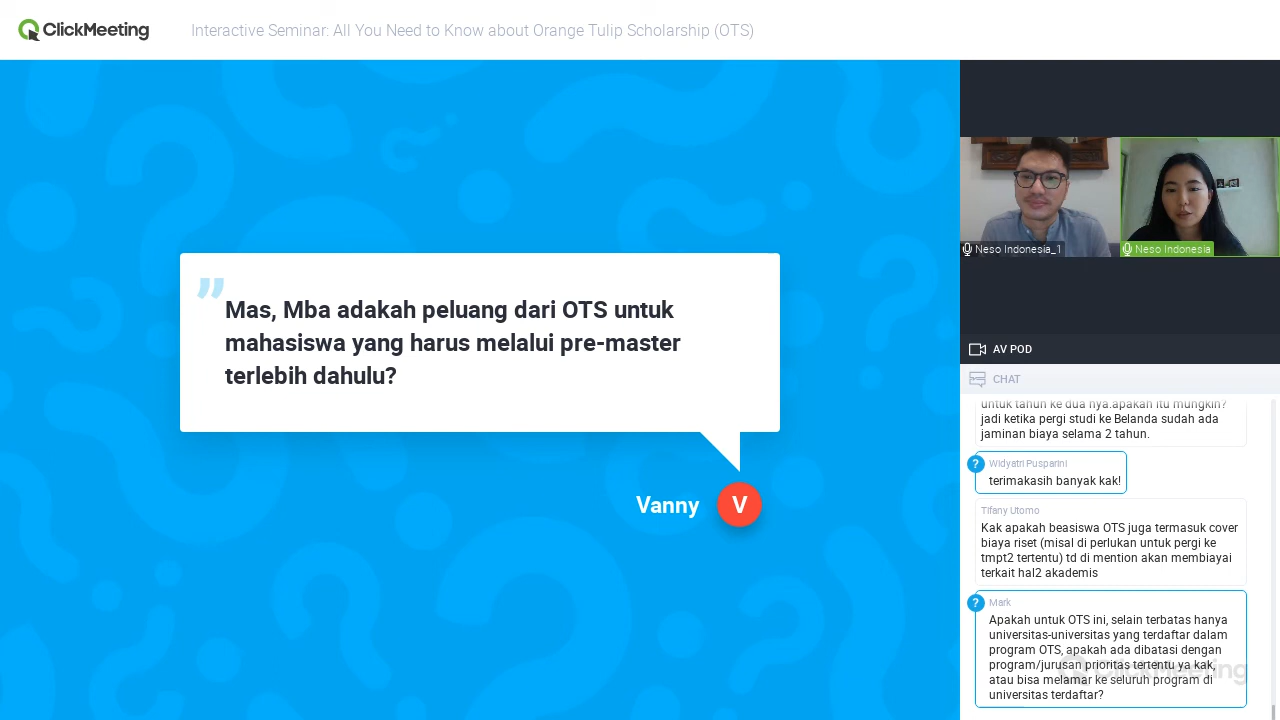 ClickMeeting
Interactive Seminar: All You Need to Know about Orange Tulip Scholarship (OTS)
”
Mas, Mba adakah peluang dari OTS untuk
mahasiswa yang harus melalui pre-master
terlebih dahulu?
Vanny
V
Neso Indonesia_1
Neso Indonesia
AV POD
CHAT
untuk tahun ke dua nya.apakah itu mungkin?
jadi ketika pergi studi ke Belanda sudah ada
jaminan biaya selama 2 tahun.
?
Widyatri Pusparini
terimakasih banyak kak!
Tifany Utomo
Kak apakah beasiswa OTS juga termasuk cover
biaya riset (misal di perlukan untuk pergi ke
tmpt2 tertentu) td di mention akan membiayai
terkait hal2 akademis
?
Mark
Apakah untuk OTS ini, selain terbatas hanya
universitas-universitas yang terdaftar dalam
program OTS, apakah ada dibatasi dengan
program/jurusan prioritas tertentu ya kak,
atau bisa melamar ke seluruh program di
universitas terdaftar?
ClickMeeting